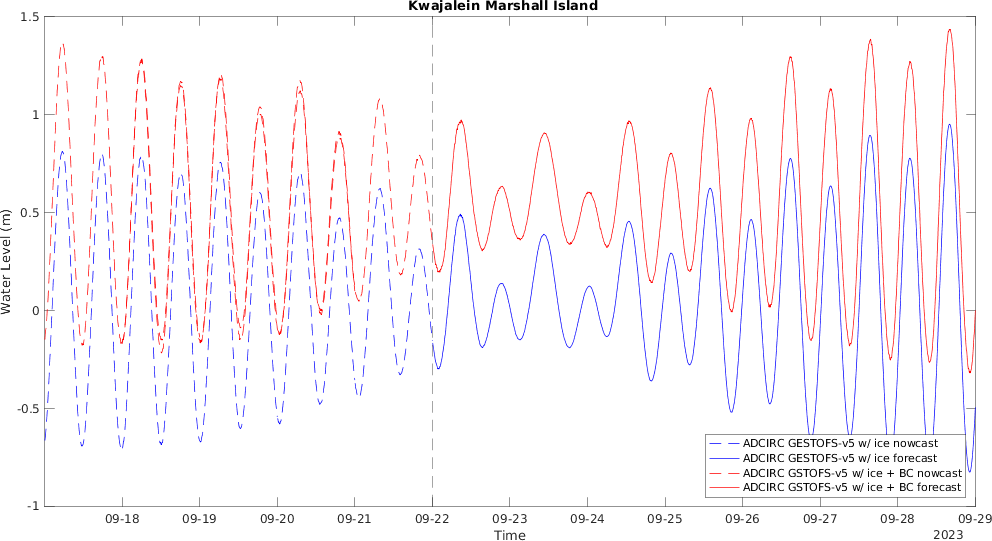 Kwajalein Marshall Island
1.5
1
0.5
0
-0.5
-1
Water Level (m)
ADCIRC GESTOFS-v5 w/ ice nowcast
ADCIRC GESTOFS-v5 w/ ice forecast
ADCIRC GSTOFS-v5 w/ ice + BC nowcast
ADCIRC GSTOFS-v5 w/ ice + BC forecast
09-18 09-19 09-20 09-21 09-22 09-23 09-24 09-25 09-26 09-27 09-28 09-29
Time
2023